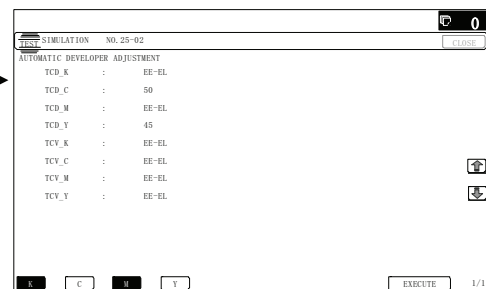 0
TEST SIMULATION NO. 25-02
CLOSE
AUTOMATIC DEVELOPER ADJUSTMENT
TCD_K : EE-EL
TCD_C : 50
TCD_M : EE-EL
TCD_Y : 45
TCV_K : EE-EL
TCV_C : EE-EL
TCV_M : EE-EL
TCV_Y : EE-EL
K C M Y EXECUTE 1/1